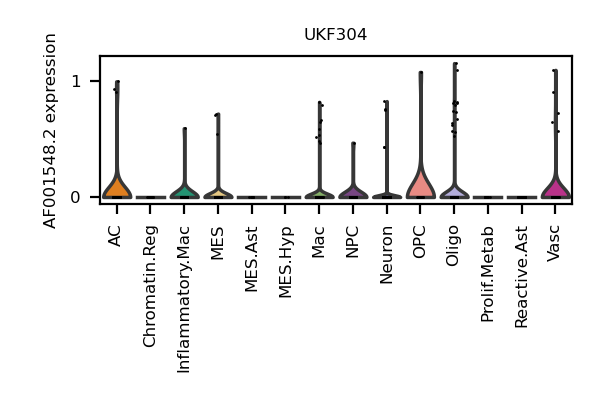 UKF304
AF001548.2 expression
1
0
AC
Chromatin.Reg
Inflammatory.Mac
MES
MES.Ast
MES.Hyp
Mac
NPC
Neuron
OPC
Oligo
Prolif.Metab
Reactive.Ast
Vasc